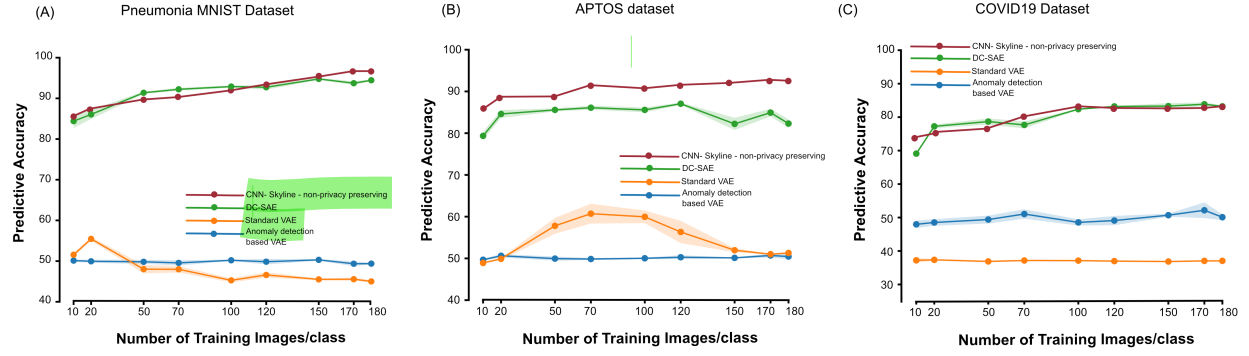 (A) Pneumonia MNIST Dataset
Predictive Accuracy
100
90
80
70
60
50
40
CNN- Skyline - non-privacy preserving
DC-SAE
Standard VAE
Anomaly detection
based VAE
10 20 50 70 100 120 150 170 180
Number of Training Images/class
(B) APTOS dataset
Predictive Accuracy
100
90
80
70
60
50
40
CNN- Skyline - non-privacy preserving
DC-SAE
Standard VAE
Anomaly detection
based VAE
10 20 50 70 100 120 150 170 180
Number of Training Images/class
(C) COVID19 Dataset
Predictive Accuracy
100
90
80
70
60
50
40
30
CNN- Skyline - non-privacy preserving
DC-SAE
Standard VAE
Anomaly detection
based VAE
10 20 50 70 100 120 150 170 180
Number of Training Images/class